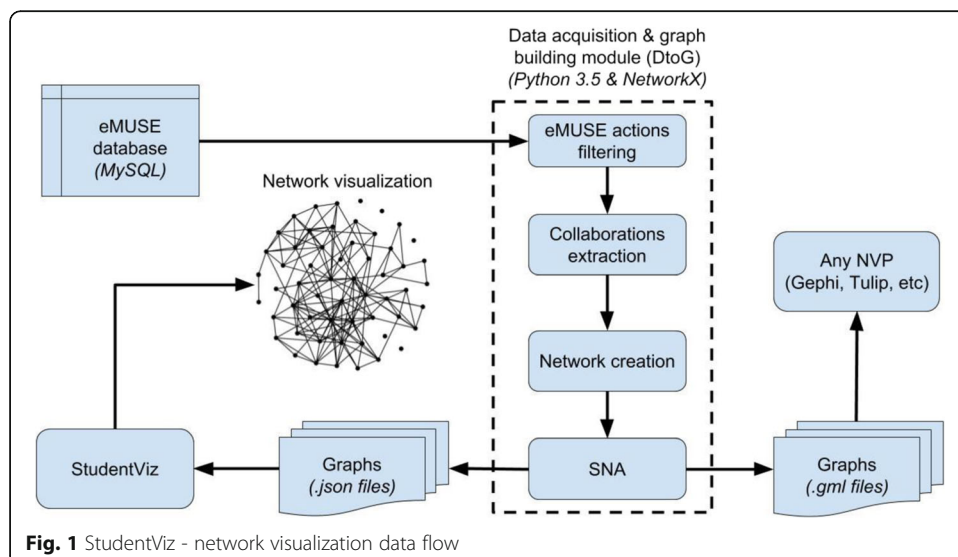 Data acquisition & graph
building module (DtoG)
(Python 3.5 & NetworkX)
eMUSE
database
(MySQL)
eMUSE actions
filtering
Network visualization
Collaborations
extraction
Any NVP
(Gephi, Tulip, etc)
Network creation
StudentViz
Graphs
(.json files)
SNA
Graphs
(.gml files)
Fig. 1 StudentViz - network visualization data flow